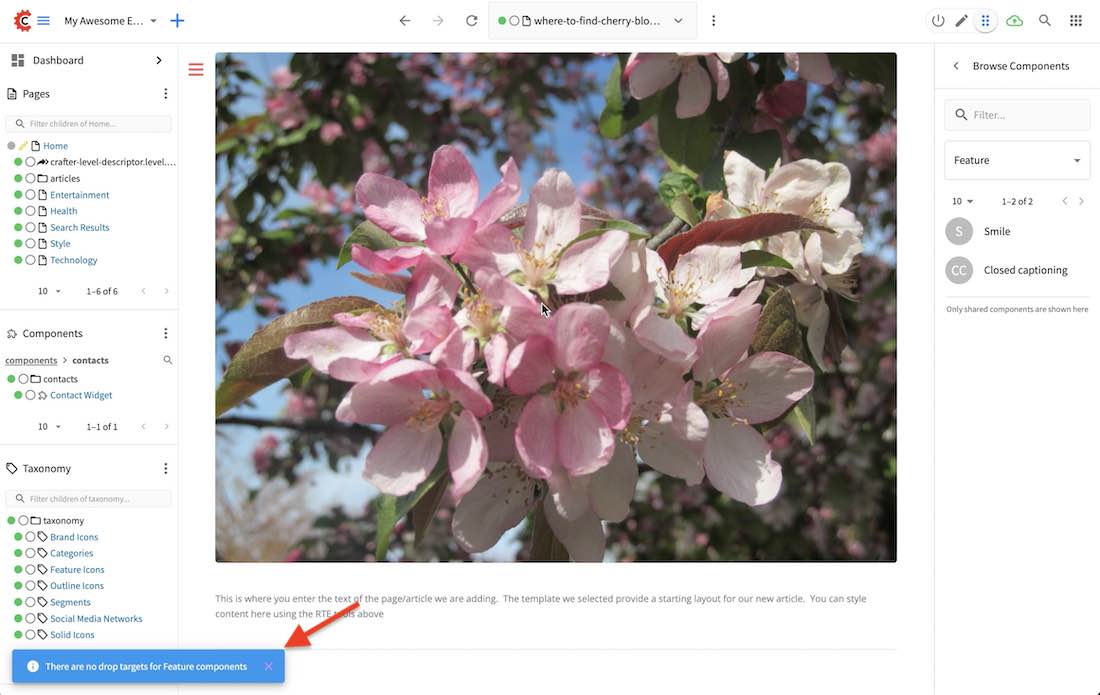 C
My Awesome E...
where-to-find-cherry-blo...
Dashboard
Pages
Filter children of Home...
Home
crafter-level-descriptor.level....
articles
Entertainment
Health
Search Results
Style
Technology
10
1–6 of 6
Components
components
contacts
contacts
Contact Widget
10
1–1 of 1
Taxonomy
Filter children of taxonomy...
taxonomy
Brand Icons
Categories
Feature Icons
Outline Icons
Segments
Social Media Networks
Solid Icons
There are no drop targets for Feature components
This is where you enter the text of the page/article we are adding. The template we selected provide a starting layout for our new article. You can style
content here using the RTE tools above
Browse Components
Filter...
Feature
10
1–2 of 2
S
Smile
CC
Closed captioning
Only shared components are shown here